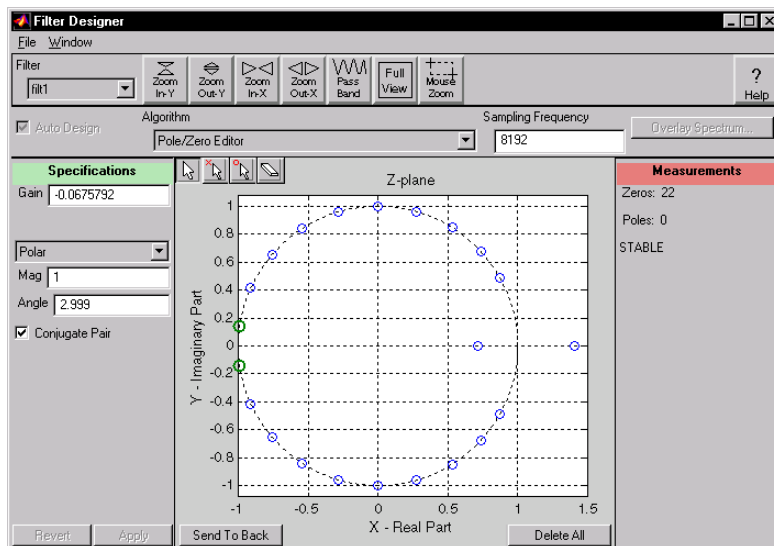 Filter Designer
File Window
Filter
filt1
Zoom In-Y
Zoom Out-Y
Zoom In-X
Zoom Out-X
Pass Band
Full View
Mouse Zoom
?
Help
Auto Design
Algorithm
Pole/Zero Editor
Sampling Frequency
8192
Overlay Spectrum...
Specifications
Gain -0.0675792
Polar
Mag 1
Angle 2.999
Conjugate Pair
Z-plane
Y - Imaginary Part
1
0.8
0.6
0.4
0.2
0
-0.2
-0.4
-0.6
-0.8
-1
-1 -0.5 0 0.5 1 1.5
X - Real Part
Measurements
Zeros: 22
Poles: 0
STABLE
Revert Apply Send To Back Delete All